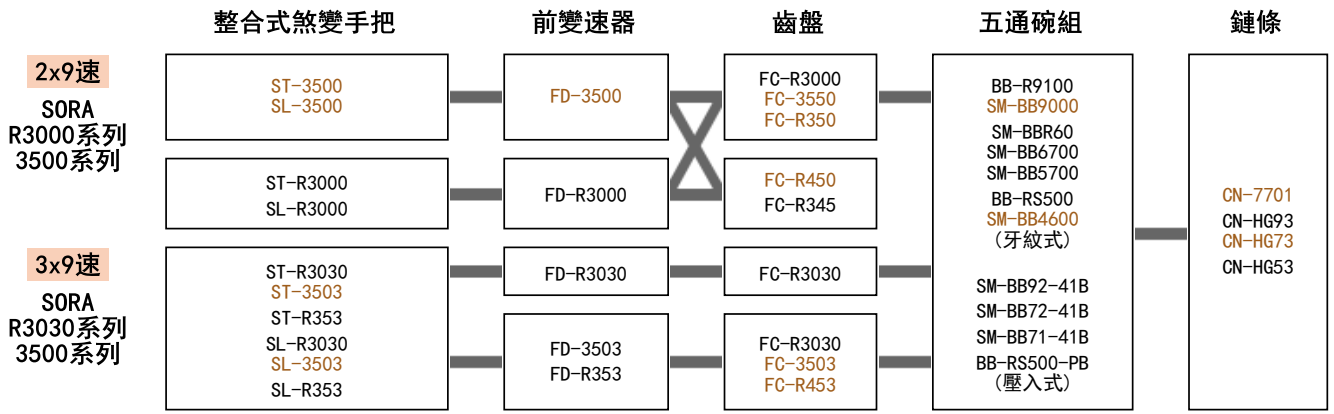 整合式煞變手把
前變速器
齒盤
五通碗組
鏈條
2x9速
SORA
R3000系列
3500系列
ST-3500
SL-3500
FD-3500
FC-R3000
FC-3550
FC-R350
ST-R3000
SL-R3000
FD-R3000
FC-R450
FC-R345
3x9速
SORA
R3030系列
3500系列
ST-R3030
ST-3503
ST-R353
SL-R3030
SL-3503
SL-R353
FD-R3030
FC-R3030
FD-3503
FD-R353
FC-R3030
FC-3503
FC-R453
BB-R9100
SM-BB9000
SM-BBR60
SM-BB6700
SM-BB5700
BB-RS500
SM-BB4600
(牙紋式)
SM-BB92-41B
SM-BB72-41B
SM-BB71-41B
BB-RS500-PB
(壓入式)
CN-7701
CN-HG93
CN-HG73
CN-HG53